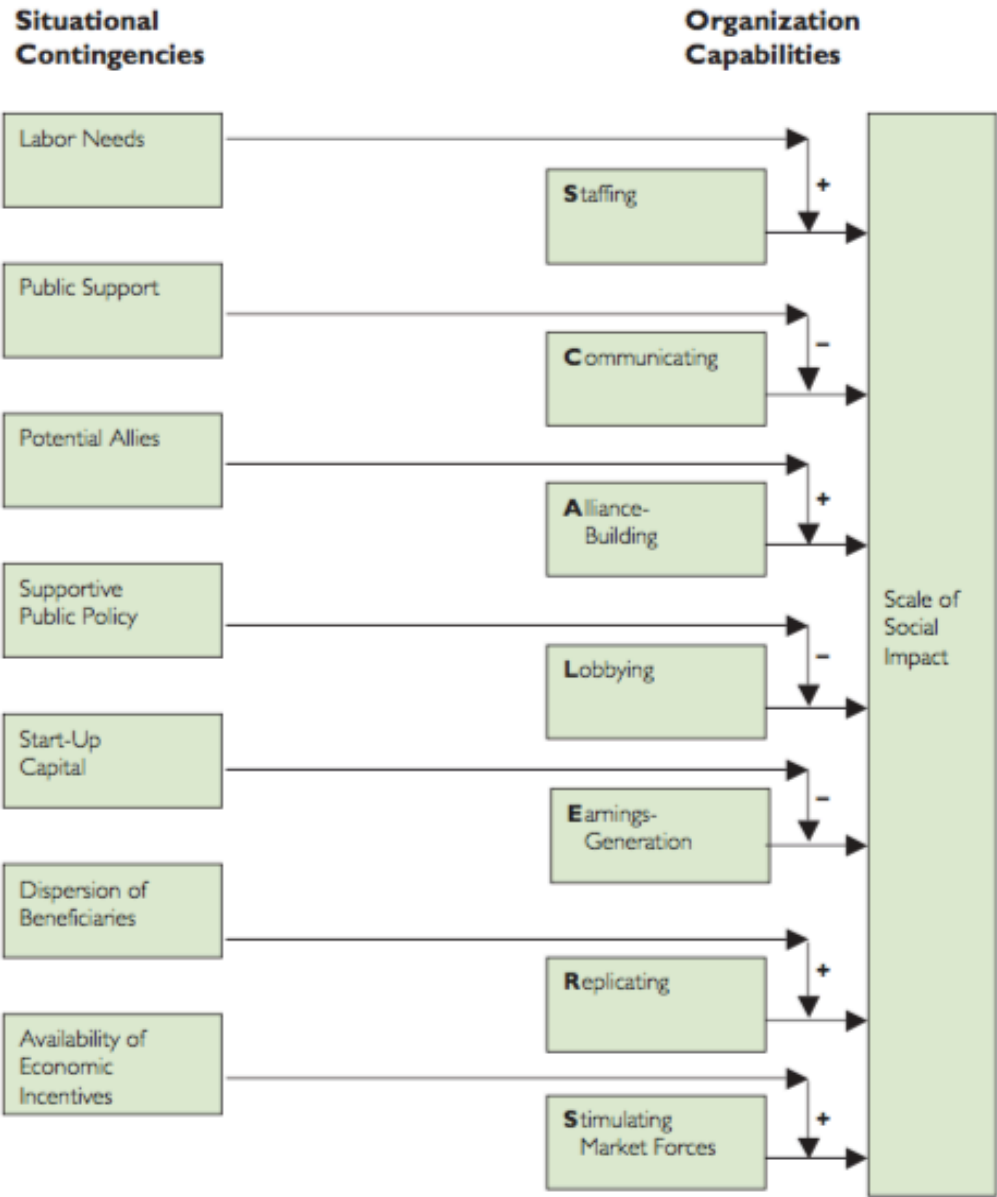 Situational
Contingencies
Organization
Capabilities
Labor Needs
+
Staffing
Public Support
–
Communicating
Potential Allies
+
Alliance-
Building
Supportive
Public Policy
–
Lobbying
Scale of
Social
Impact
Start-Up
Capital
–
Earnings-
Generation
Dispersion of
Beneficiaries
+
Replicating
Availability of
Economic
Incentives
+
Stimulating
Market Forces